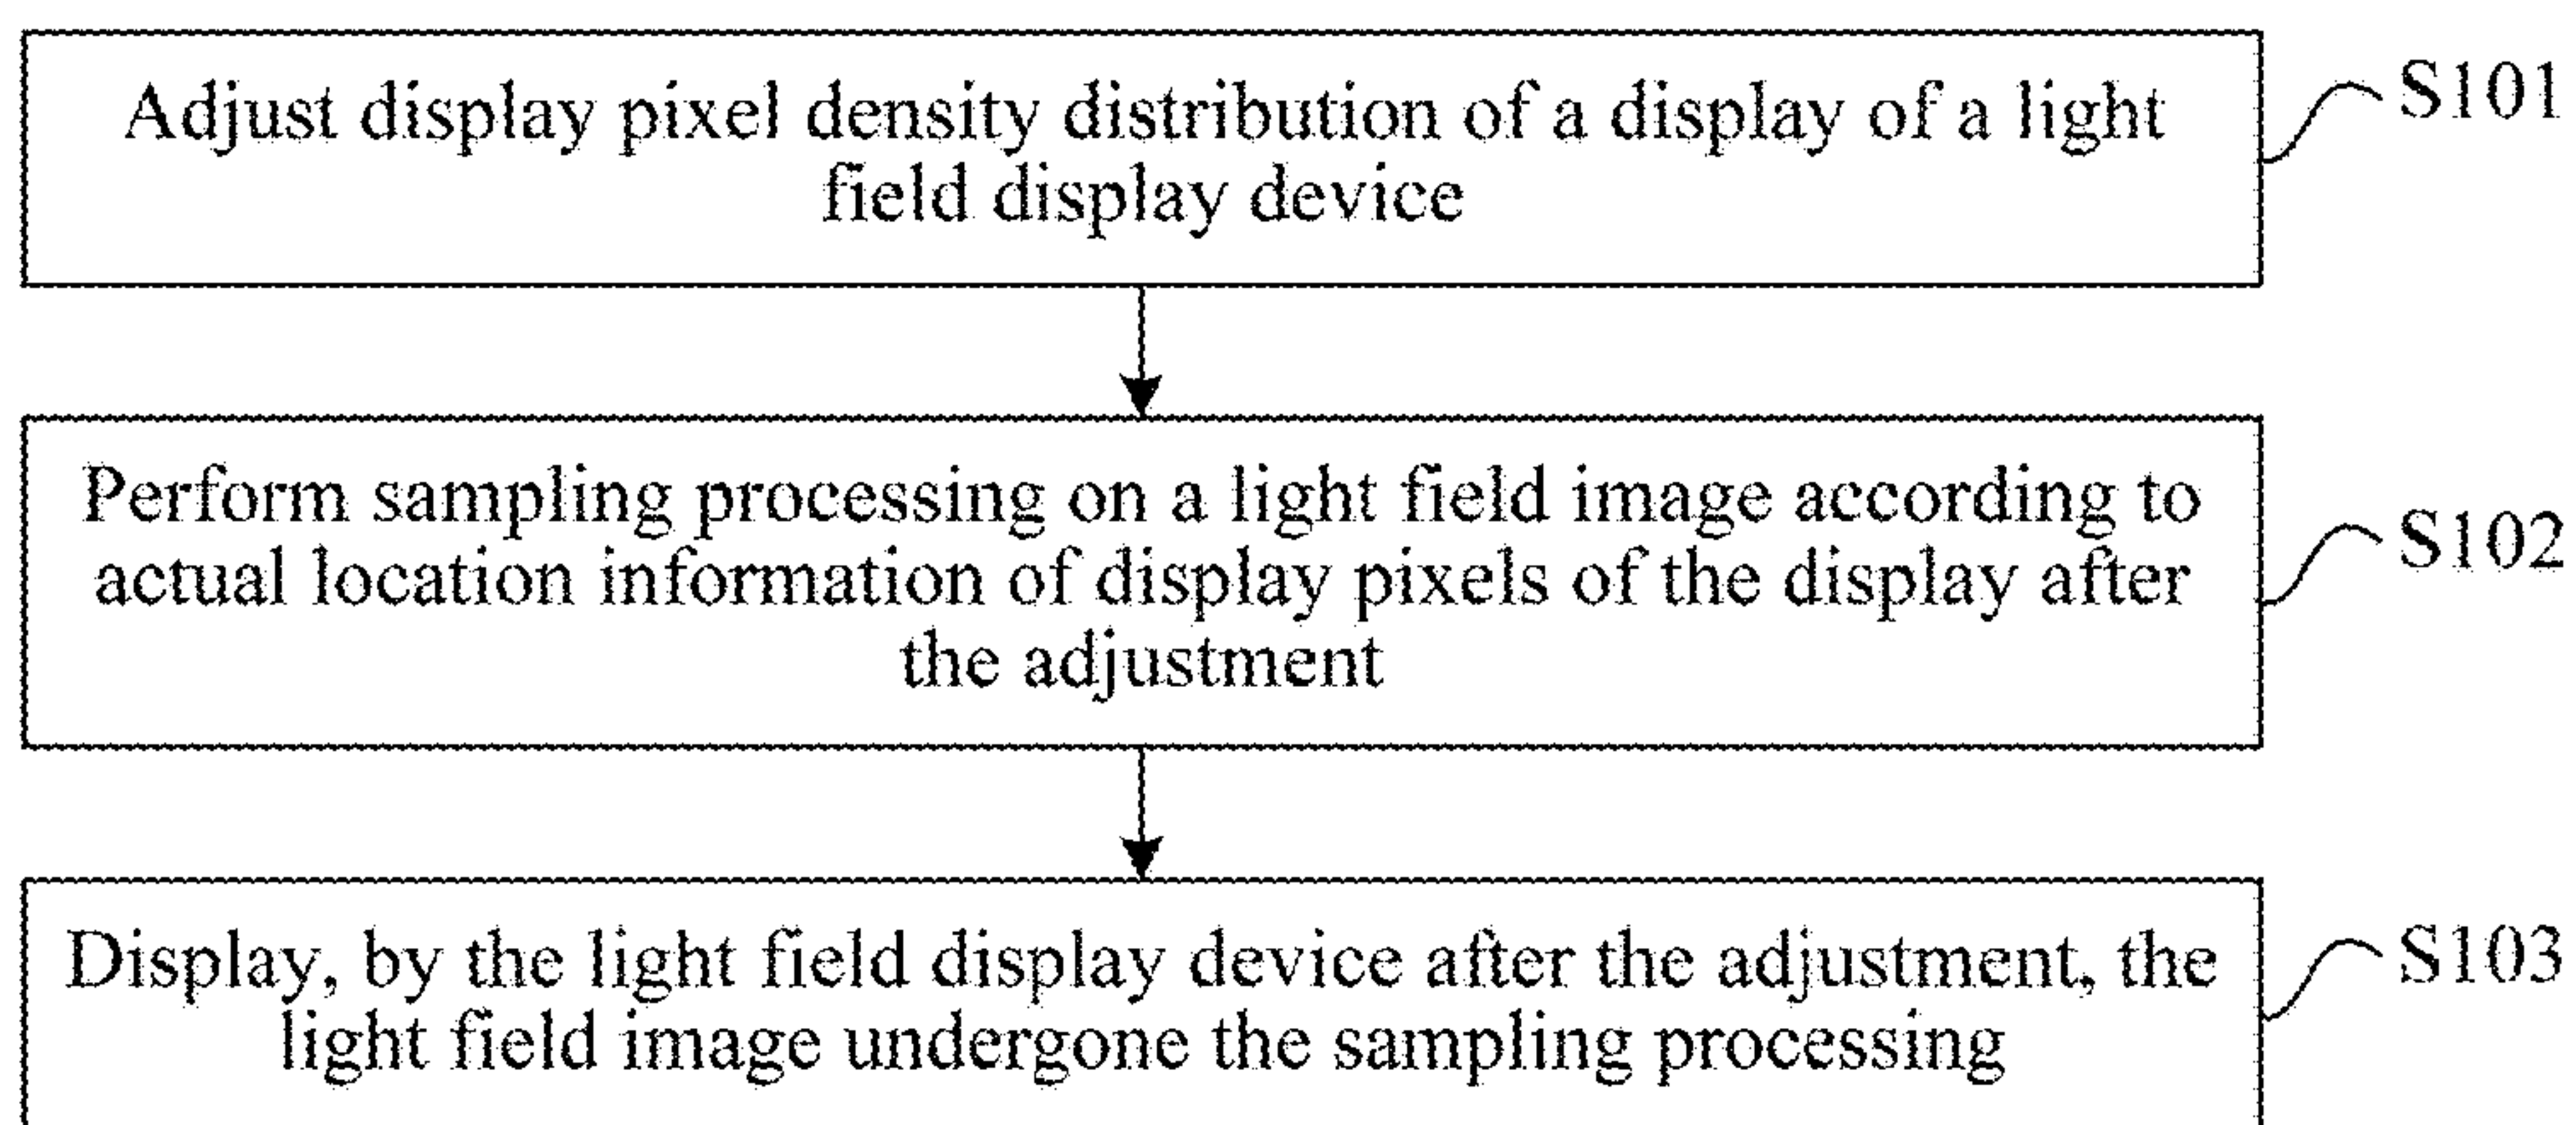 Adjust display pixel density distribution of a display of a light
field display device
S101
Perform sampling processing on a light field image according to
actual location information of display pixels of the display after
the adjustment
S102
Display, by the light field display device after the adjustment, the
light field image undergone the sampling processing
S103